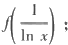 f(1/ln x) ;